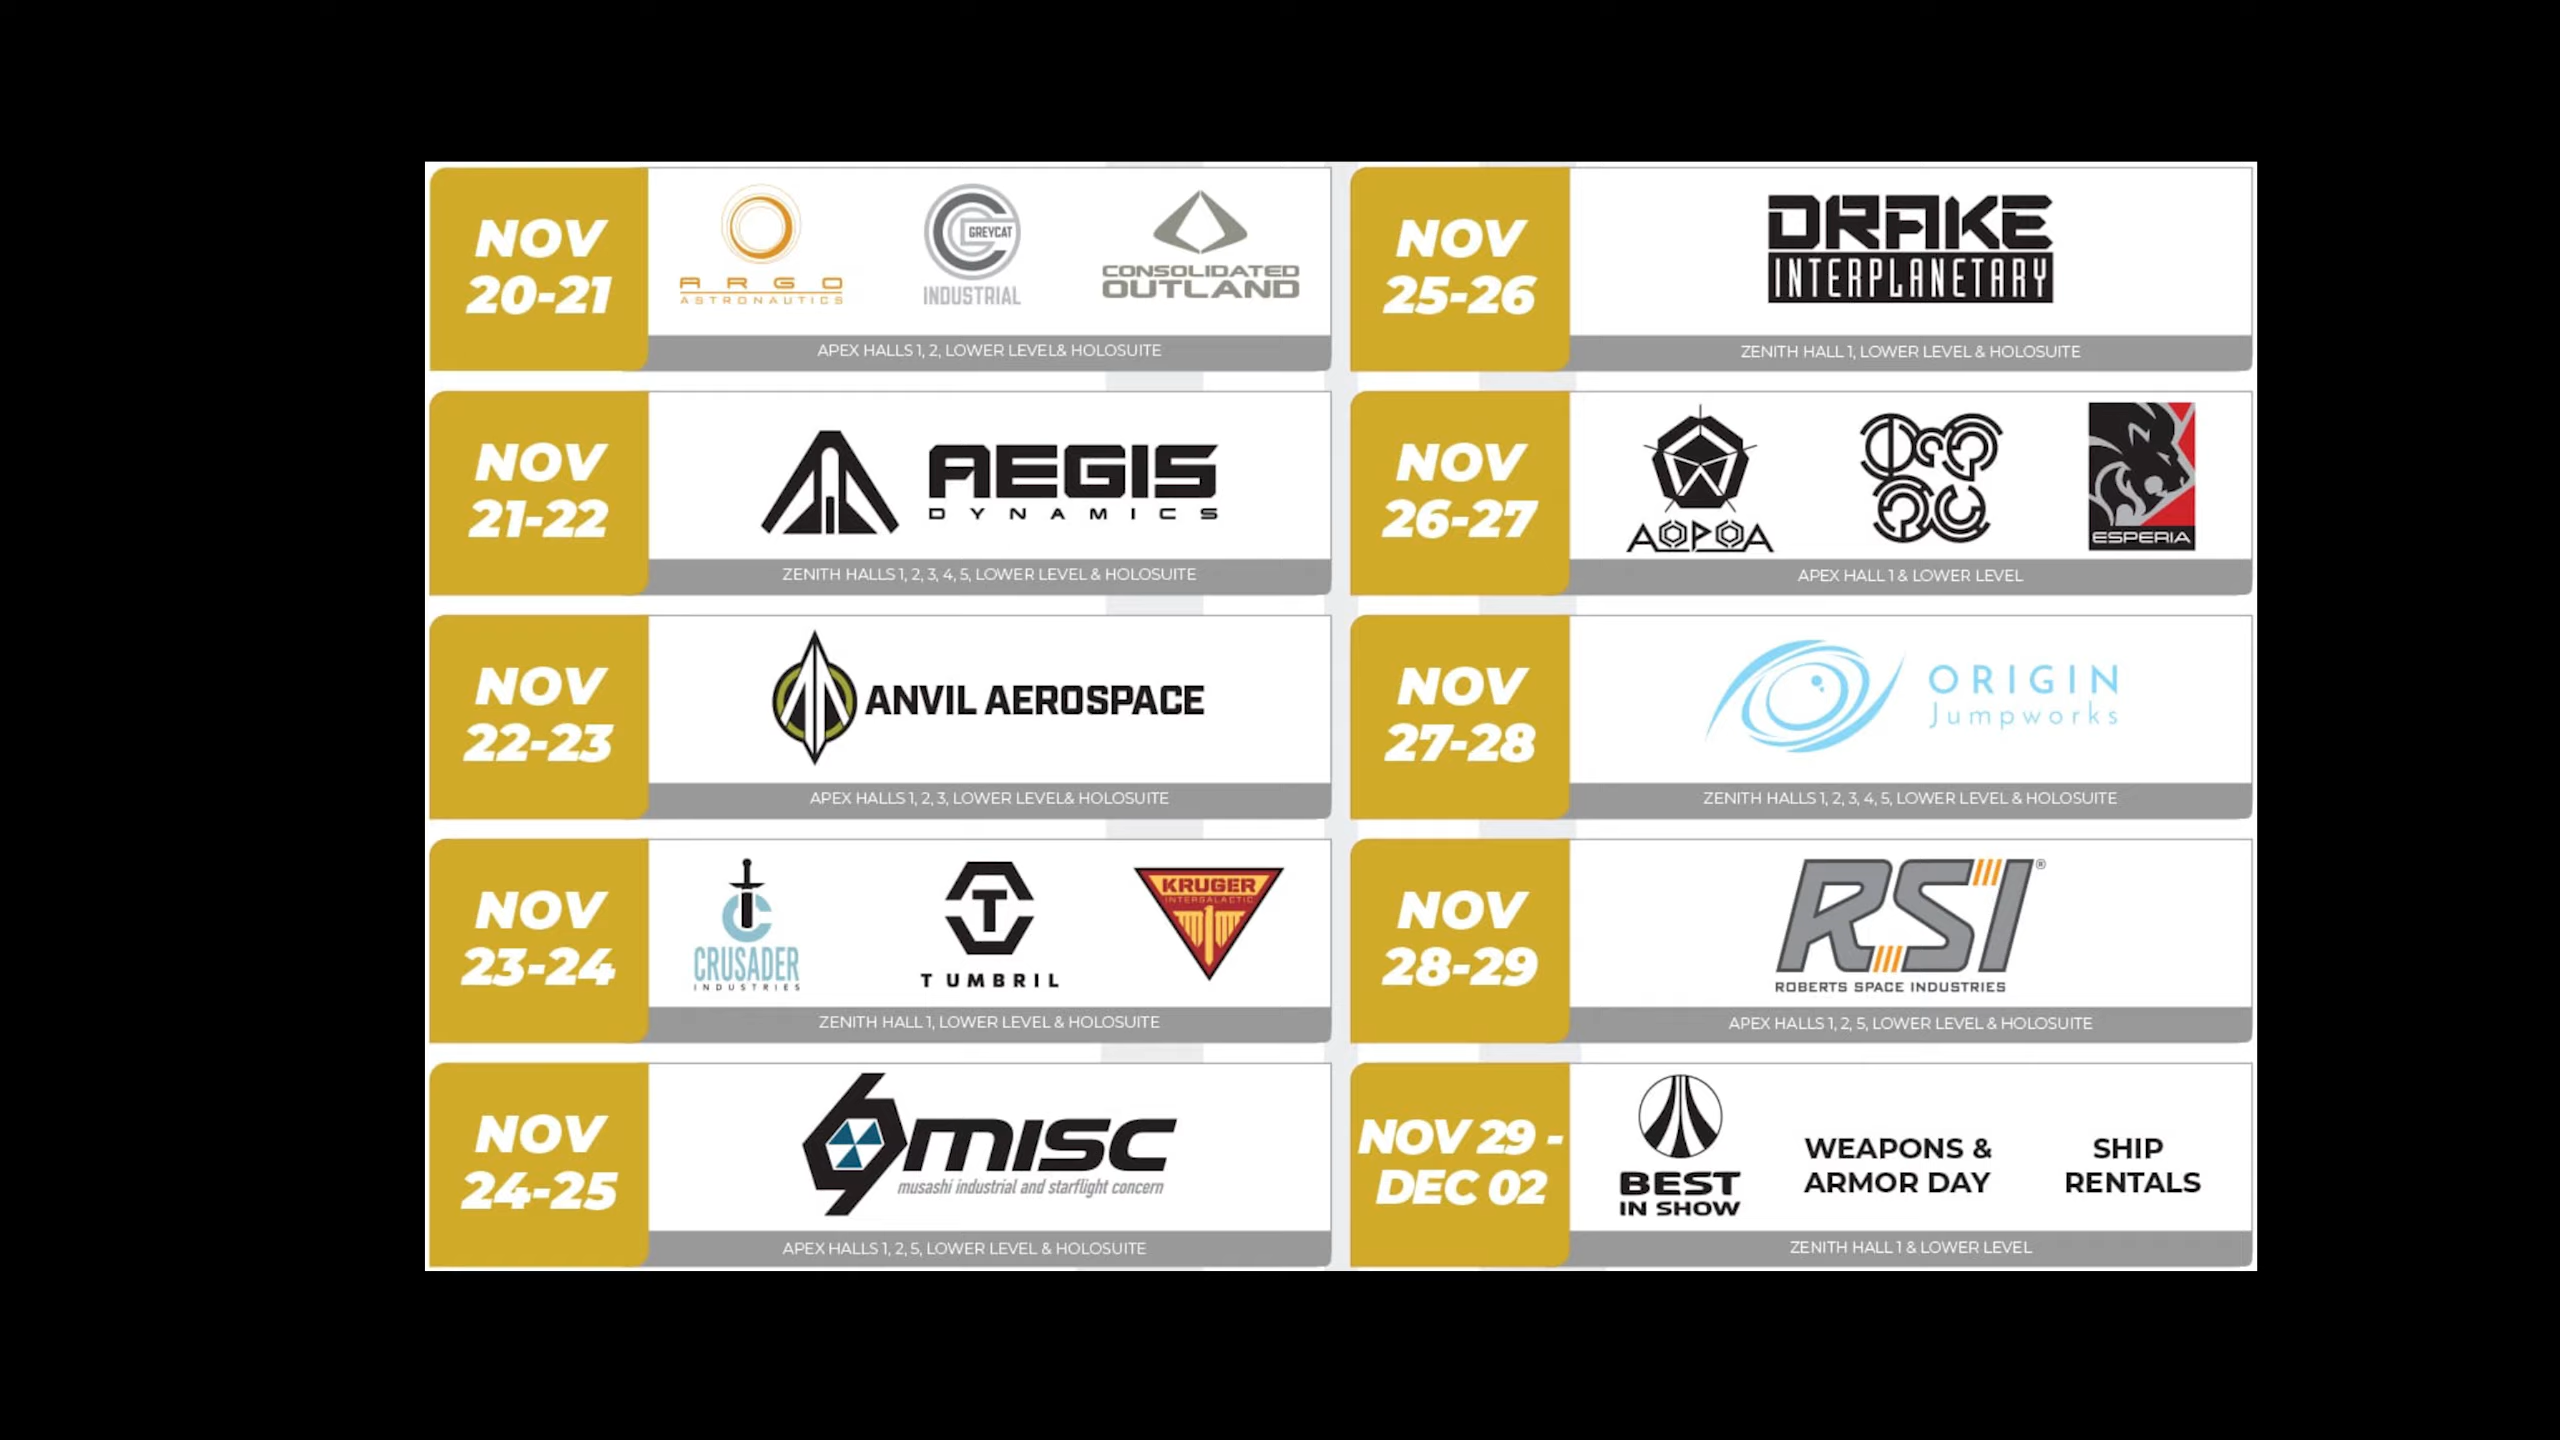 NOV
20-21
ARGO
ASTRONAUTICS
GREYCAT
INDUSTRIAL
CONSOLIDATED
OUTLAND
APEX HALLS 1, 2, LOWER LEVEL& HOLOSUITE
NOV
21-22
AEGIS
DYNAMICS
ZENITH HALLS 1, 2, 3, 4, 5, LOWER LEVEL & HOLOSUITE
NOV
22-23
ANVIL AEROSPACE
APEX HALLS 1, 2, 3, LOWER LEVEL& HOLOSUITE
NOV
23-24
CRUSADER
INDUSTRIES
T
TUMBRIL
KRUGER
INTERGALACTIC
ZENITH HALL 1, LOWER LEVEL & HOLOSUITE
NOV
24-25
MISC
musashi industrial and starflight concern
APEX HALLS 1, 2, 5, LOWER LEVEL & HOLOSUITE
NOV
25-26
DRAKE
INTERPLANETARY
ZENITH HALL 1, LOWER LEVEL & HOLOSUITE
NOV
26-27
AOPOA
ESPERIA
APEX HALL 1 & LOWER LEVEL
NOV
27-28
ORIGIN
Jumpworks
ZENITH HALLS 1, 2, 3, 4, 5, LOWER LEVEL & HOLOSUITE
NOV
28-29
RSI®
ROBERTS SPACE INDUSTRIES
APEX HALLS 1, 2, 5, LOWER LEVEL & HOLOSUITE
NOV 29 -
DEC 02
BEST
IN SHOW
WEAPONS &
ARMOR DAY
SHIP
RENTALS
ZENITH HALL 1 & LOWER LEVEL